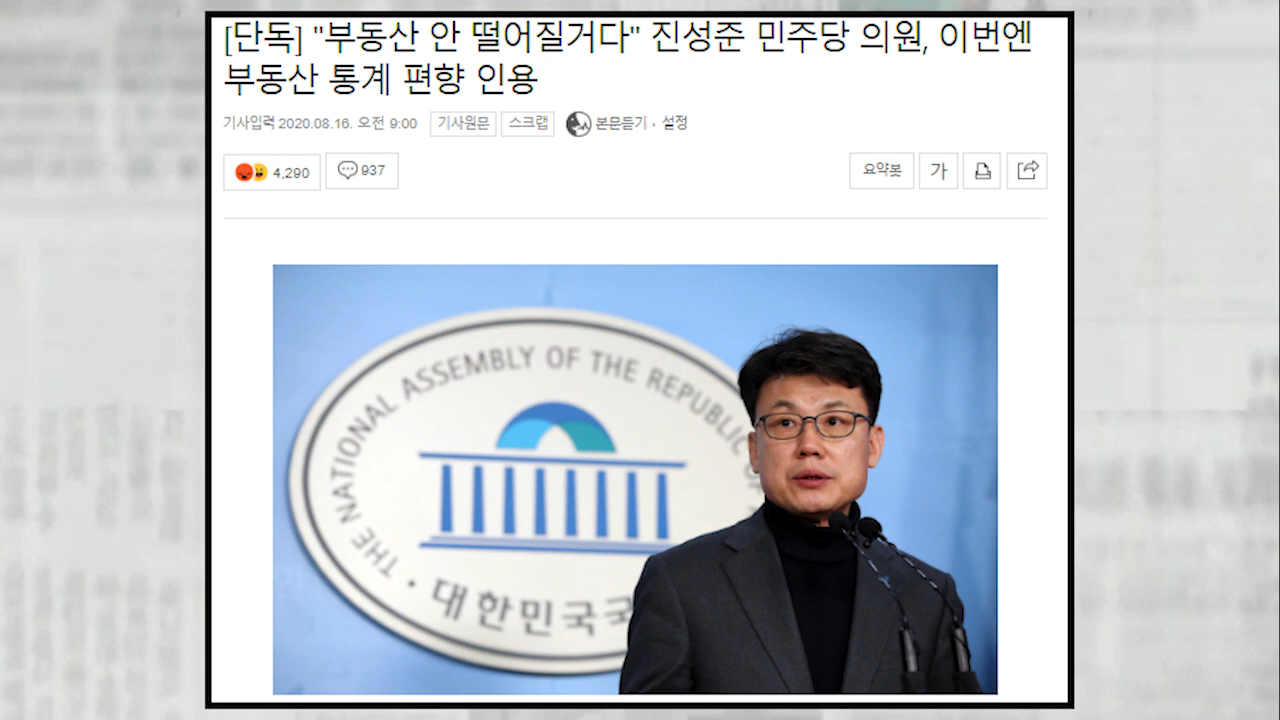 [단독] "부동산 안 떨어질거다" 진성준 민주당 의원, 이번엔
부동산 통계 편향 인용
기사입력 2020.08.16. 오전 9:00 기사원문 스크랩 본문듣기 · 설정
4,290 937 요약봇 가
THE NATIONAL ASSEMBLY OF THE REPUBLIC OF
대한민국국